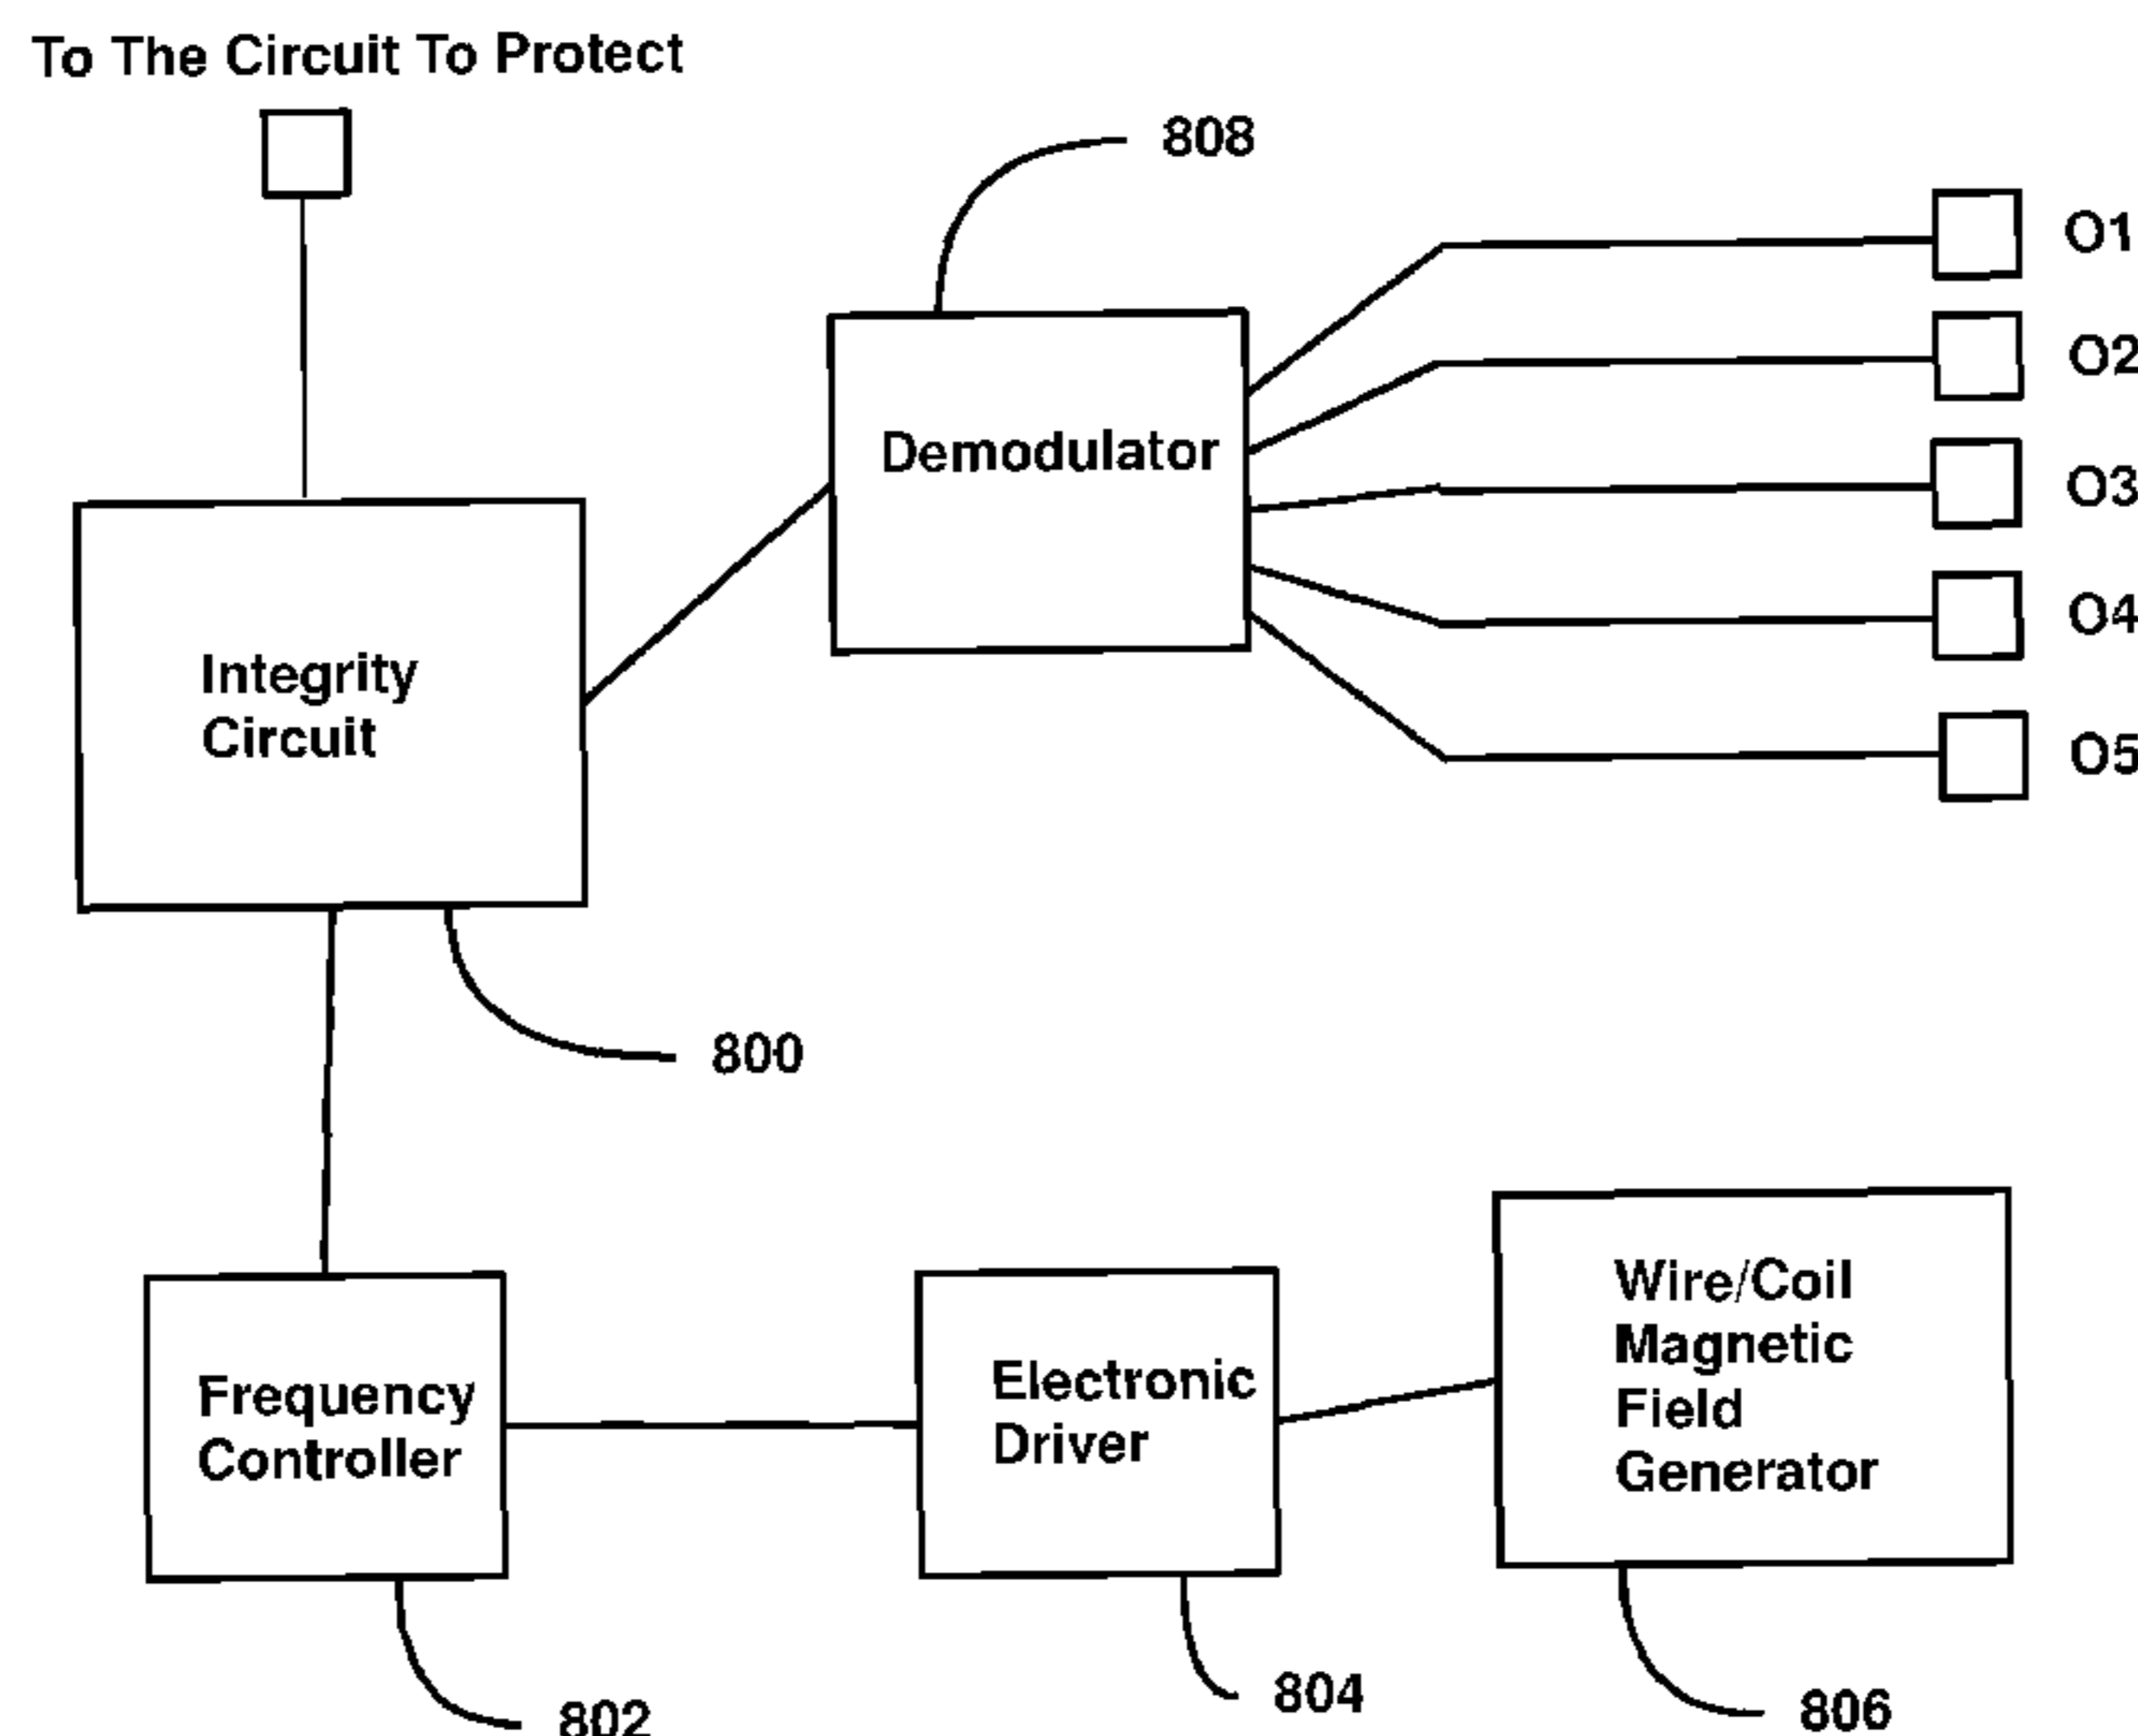 To The Circuit To Protect
808
O1
O2
Demodulator
O3
O4
Integrity
Circuit
O5
800
Wire/Coil
Magnetic
Field
Generator
Electronic
Driver
Frequency
Controller
802
804
806